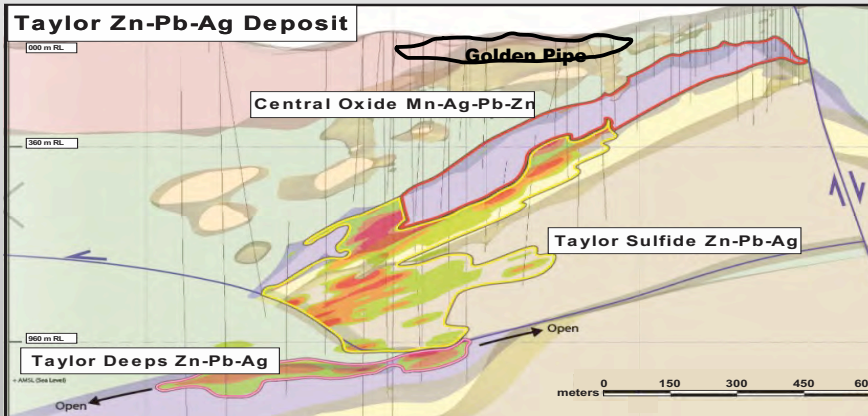 Taylor Zn-Pb-Ag Deposit
000 m RL
Golden Pipe
Central Oxide Mn-Ag-Pb-Zn
360 m RL
Taylor Sulfide Zn-Pb-Ag
960 m RL
Open
Taylor Deeps Zn-Pb-Ag
+ AMSL (Sea Level)
Open
meters 0 150 300 450 60